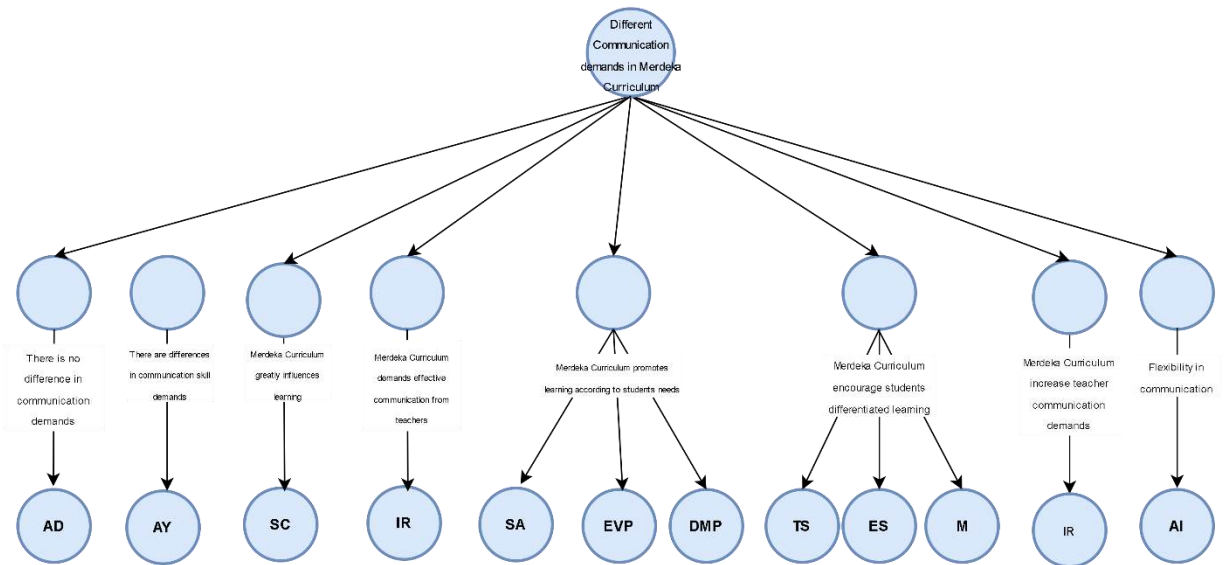 Different
Communication
demands in Merdeka
Curriculum
There is no
difference in
communication
demands
There are differences
in communication skill
demands
Merdeka Curriculum
greatly influences
learning
Merdeka Curriculum
demands effective
communication from
teachers
Merdeka Curriculum promotes
learning according to students needs
Merdeka Curriculum
encourage students
differentiated learning
Merdeka Curriculum
increase teacher
communication
demands
Flexibility in
communication
AD
AY
SC
IR
SA
EVP
DMP
TS
ES
M
IR
AI